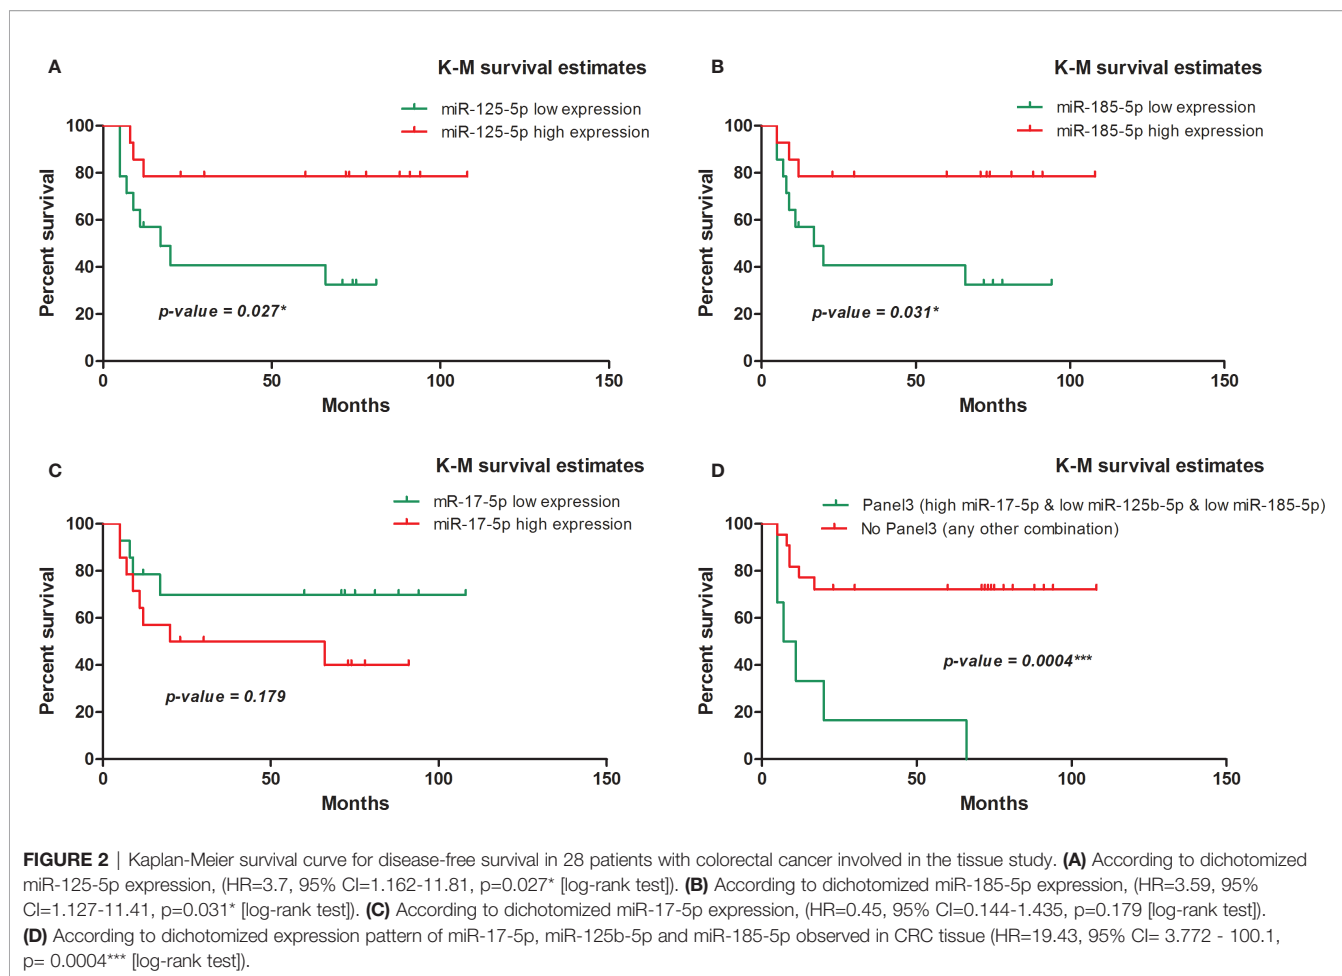 A
K-M survival estimates
miR-125-5p low expression
miR-125-5p high expression
Percent survival
100
80
60
40
20
0
p-value = 0.027*
0
50
100
150
Months
B
K-M survival estimates
miR-185-5p low expression
miR-185-5p high expression
Percent survival
100
80
60
40
20
0
p-value = 0.031*
0
50
100
150
Months
C
K-M survival estimates
mR-17-5p low expression
miR-17-5p high expression
Percent survival
100
80
60
40
20
0
p-value = 0.179
0
50
100
150
Months
D
K-M survival estimates
Panel3 (high miR-17-5p & low miR-125b-5p & low miR-185-5p)
No Panel3 (any other combination)
Percent survival
100
80
60
40
20
0
p-value = 0.0004***
0
50
100
150
Months
FIGURE 2 | Kaplan-Meier survival curve for disease-free survival in 28 patients with colorectal cancer involved in the tissue study. (A) According to dichotomized
miR-125-5p expression, (HR=3.7, 95% CI=1.162-11.81, p=0.027* [log-rank test]). (B) According to dichotomized miR-185-5p expression, (HR=3.59, 95%
CI=1.127-11.41, p=0.031* [log-rank test]). (C) According to dichotomized miR-17-5p expression, (HR=0.45, 95% CI=0.144-1.435, p=0.179 [log-rank test]).
(D) According to dichotomized expression pattern of miR-17-5p, miR-125b-5p and miR-185-5p observed in CRC tissue (HR=19.43, 95% CI= 3.772 - 100.1,
p= 0.0004*** [log-rank test]).